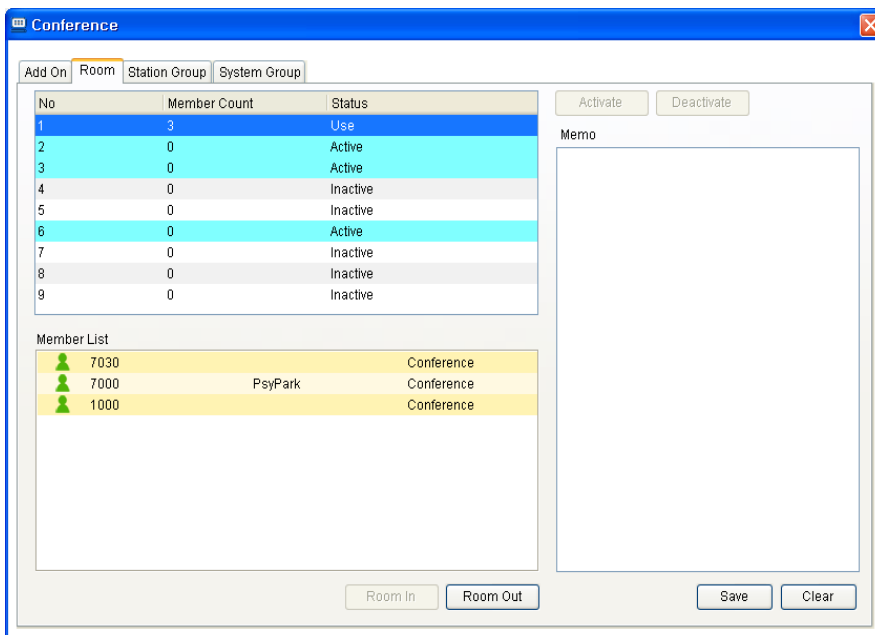 Conference
Add On Room Station Group System Group
No Member Count Status
1 3 Use
2 0 Active
3 0 Active
4 0 Inactive
5 0 Inactive
6 0 Active
7 0 Inactive
8 0 Inactive
9 0 Inactive
Member List
7030 Conference
7000 PsyPark Conference
1000 Conference
Room In Room Out
Activate Deactivate
Memo
Save Clear